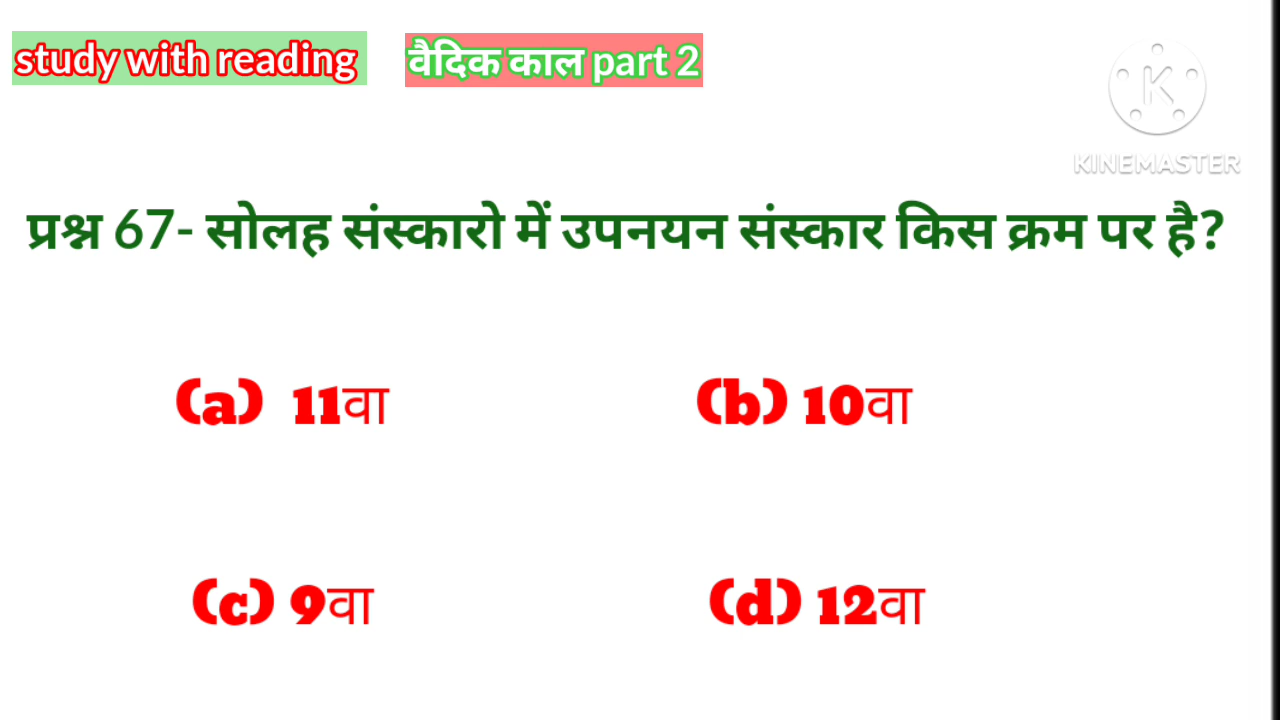 study with reading वैदिक काल part 2
KINEMASTER
प्रश्न 67- सोलह संस्कारो में उपनयन संस्कार किस क्रम पर है?
(a) 11वा (b) 10वा
(c) 9वा (d) 12वा